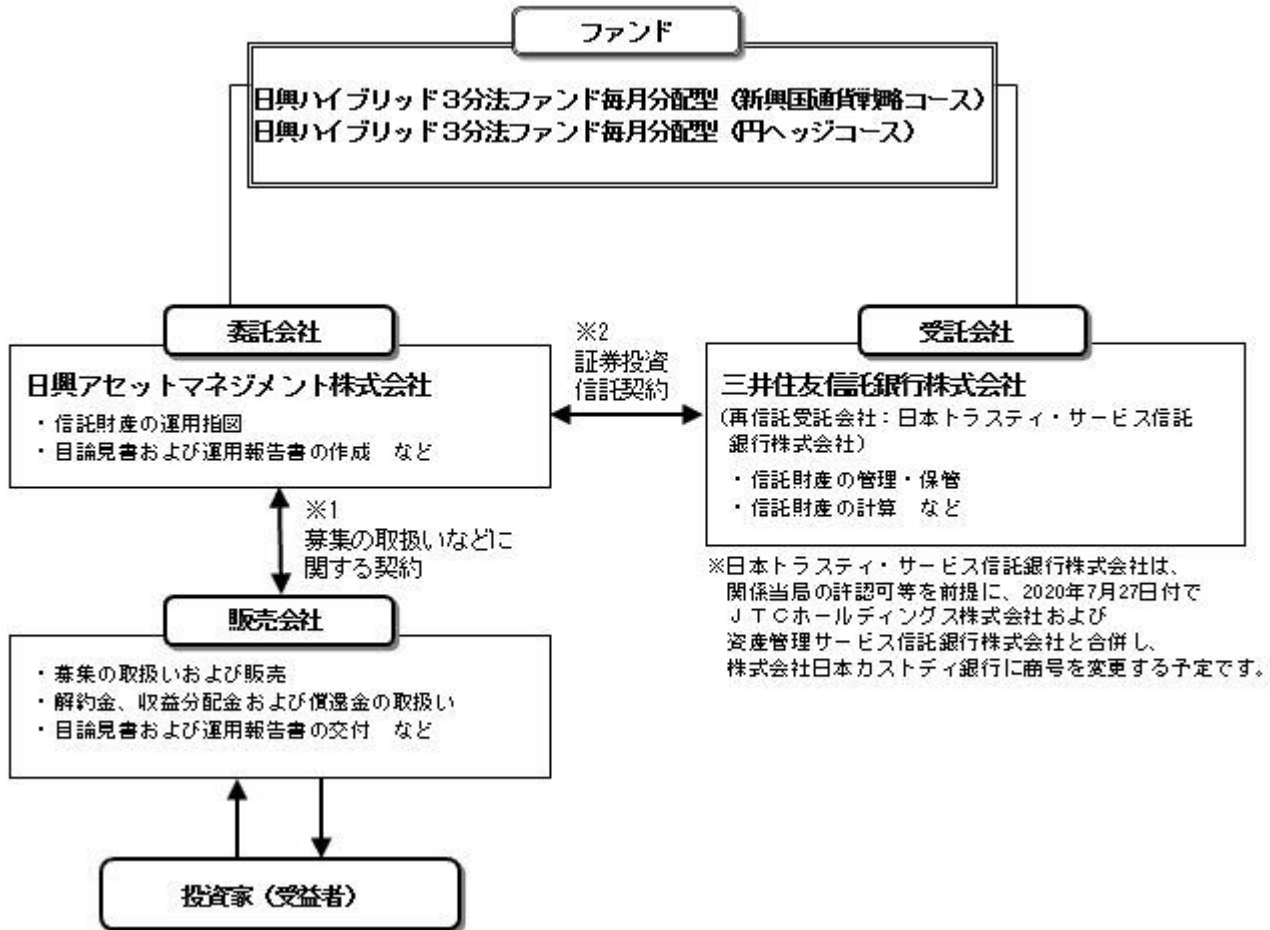 ファンド
日興ハイブリッド3分法ファンド毎月分配型（新興国通貨戦略コース）
日興ハイブリッド3分法ファンド毎月分配型（円ヘッジコース）
委託会社
日興アセットマネジメント株式会社
・信託財産の運用指図
・目論見書および運用報告書の作成　など
※2
証券投資
信託契約
受託会社
三井住友信託銀行株式会社
（再信託受託会社：日本トラスティ・サービス信託
銀行株式会社）
・信託財産の管理・保管
・信託財産の計算　など
※1
募集の取扱いなどに
関する契約
※日本トラスティ・サービス信託銀行株式会社は、
関係当局の許認可等を前提に、2020年7月27日付で
ＪＴＣホールディングス株式会社および
資産管理サービス信託銀行株式会社と合併し、
株式会社日本カストディ銀行に商号を変更する予定です。
販売会社
・募集の取扱いおよび販売
・解約金、収益分配金および償還金の取扱い
・目論見書および運用報告書の交付　など
投資家（受益者）